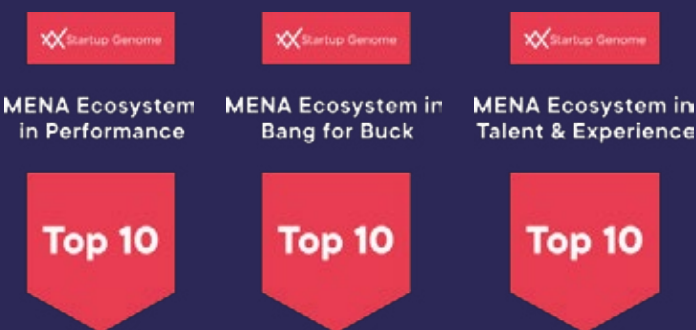 Startup Genome
MENA Ecosystem
in Performance
Top 10
Startup Genome
MENA Ecosystem in
Bang for Buck
Top 10
Startup Genome
MENA Ecosystem in
Talent & Experience
Top 10